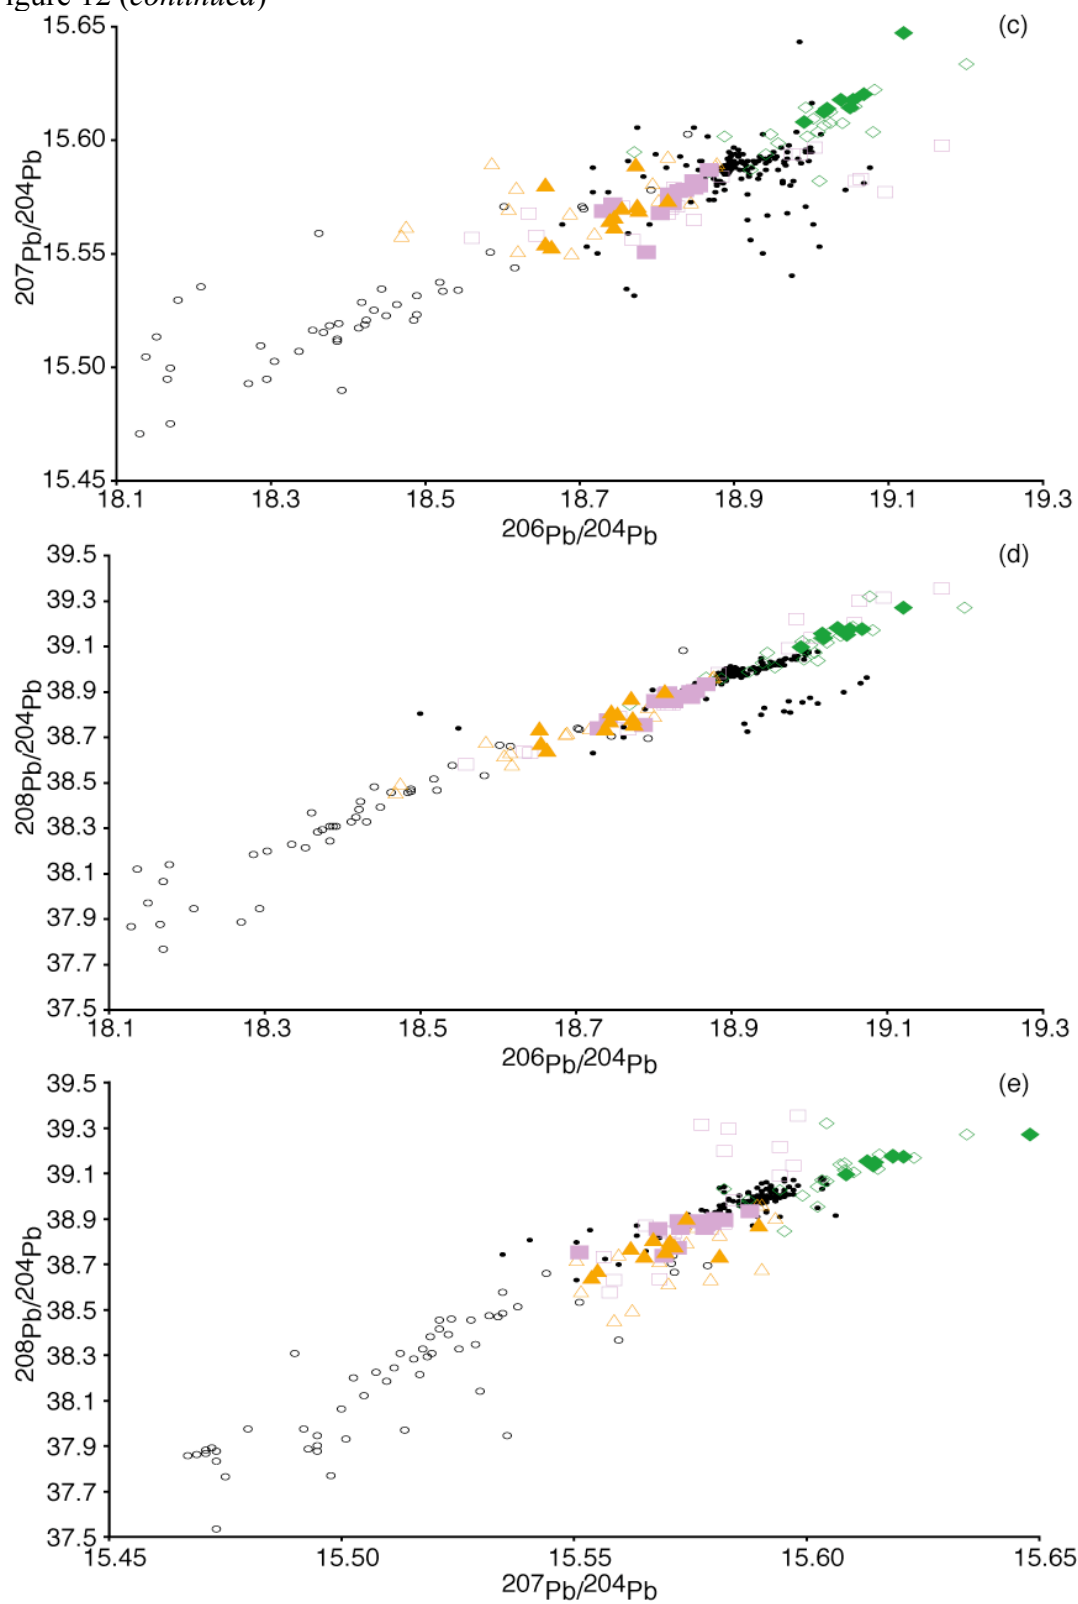 igure 12 (continued)
(c)
15.65
15.60
15.55
15.50
15.45
207Pb/204Pb
18.1 18.3 18.5 18.7 18.9 19.1 19.3
206Pb/204Pb
(d)
39.5
39.3
39.1
38.9
38.7
38.5
38.3
38.1
37.9
37.7
37.5
208Pb/204Pb
18.1 18.3 18.5 18.7 18.9 19.1 19.3
206Pb/204Pb
(e)
39.5
39.3
39.1
38.9
38.7
38.5
38.3
38.1
37.9
37.7
37.5
208Pb/204Pb
15.45 15.50 15.55 15.60 15.65
207Pb/204Pb